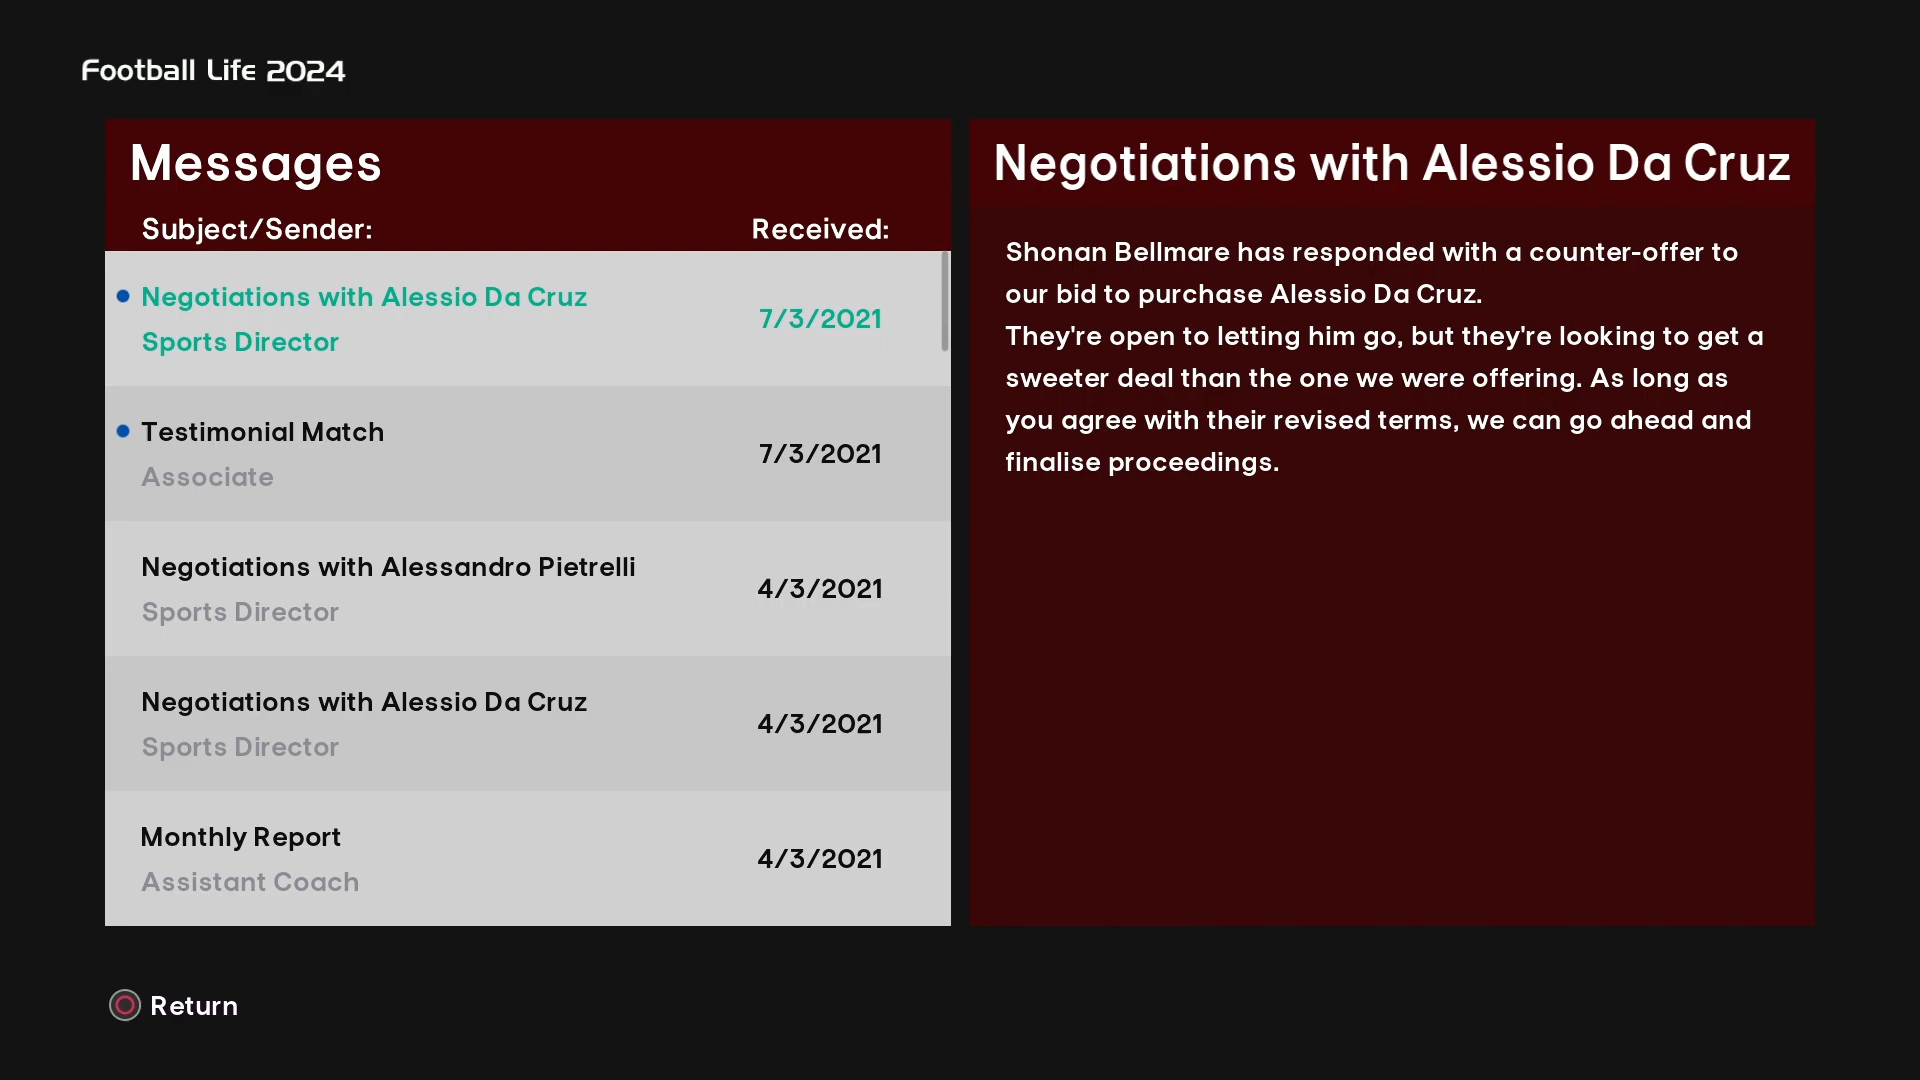 Football Life 2024
Messages
Subject/Sender:
Received:
Negotiations with Alessio Da Cruz
Sports Director
7/3/2021
Testimonial Match
Associate
7/3/2021
Negotiations with Alessandro Pietrelli
Sports Director
4/3/2021
Negotiations with Alessio Da Cruz
Sports Director
4/3/2021
Monthly Report
Assistant Coach
4/3/2021
Negotiations with Alessio Da Cruz
Shonan Bellmare has responded with a counter-offer to
our bid to purchase Alessio Da Cruz.
They're open to letting him go, but they're looking to get a
sweeter deal than the one we were offering. As long as
you agree with their revised terms, we can go ahead and
finalise proceedings.
Return